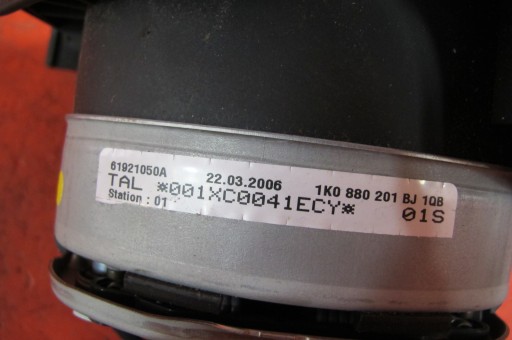 61921050A 22.03.2006 1K0 880 201 BJ 1QB
TAL *001XC0041ECY* 01S
Station : 01